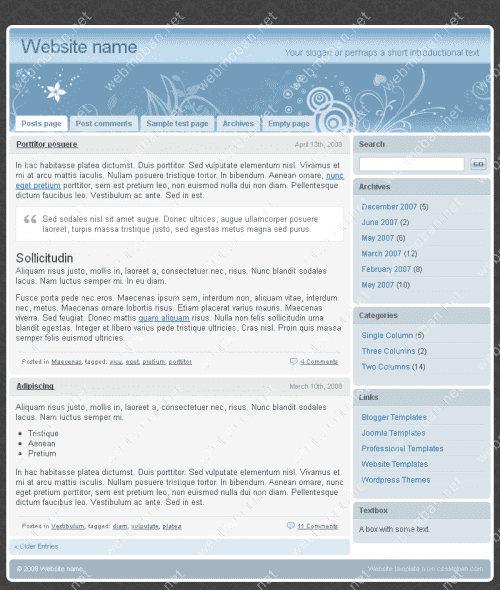 Website name
Your slogan or perhaps a short introductional text
Posts page
Post comments
Sample text page
Archives
Empty page
Porttitor posuere
April 13th, 2008
In hac habitasse platea dictumst. Duis porttitor. Sed vulputate elementum nisl. Vivamus et
mi at arcu mattis iaculis. Nullam posuere tristique tortor. In bibendum. Aenean ornare, nunc
eget pretium porttitor, sem est pretium leo, non euismod nulla dui non diam. Pellentesque
dictum faucibus leo. Vestibulum ac ante. Sed in est.
Sed sodales nisl sit amet augue. Donec ultrices, augue ullamcorper posuere
laoreet, turpis massa tristique justo, sed egestas metus magna sed purus.
Sollicitudin
Aliquam risus justo, mollis in, laoreet a, consectetuer nec, risus. Nunc blandit sodales
lacus. Nam luctus semper mi. In eu diam.
Fusce porta pede nec eros. Maecenas ipsum sem, interdum non, aliquam vitae, interdum
nec, metus. Maecenas ornare lobortis risus. Etiam placerat varius mauris. Maecenas
viverra. Sed feugiat. Donec mattis quam aliquam risus. Nulla non felis sollicitudin urna
blandit egestas. Integer et libero varius pede tristique ultricies. Cras nisl. Proin quis massa
semper felis euismod ultricies.
Posted in Maecenas, tagged: arcu, eget, pretium, porttitor
4 Comments
Adipiscing
March 10th, 2008
Aliquam risus justo, mollis in, laoreet a, consectetuer nec, risus. Nunc blandit sodales
lacus. Nam luctus semper mi.
Tristique
Aenean
Pretium
In hac habitasse platea dictumst. Duis porttitor. Sed vulputate elementum nisl. Vivamus et
mi at arcu mattis iaculis. Nullam posuere tristique tortor. In bibendum. Aenean ornare, nunc
eget pretium porttitor, sem est pretium leo, non euismod nulla dui non diam. Pellentesque
dictum faucibus leo. Vestibulum ac ante. Sed in est.
Posted in Vestibulum, tagged: diam, vulputate, platea
11 Comments
« Older Entries
Search
GO
Archives
December 2007 (5)
June 2007 (2)
May 2007 (6)
March 2007 (12)
February 2007 (8)
May 2007 (10)
Categories
Single Column (5)
Three Columns (2)
Two Columns (14)
Links
Blogger Templates
Joomla Templates
Professional Templates
Website Templates
Wordpress Themes
Textbox
A box with some text.
© 2008 Website name
Website template
webmoban.net